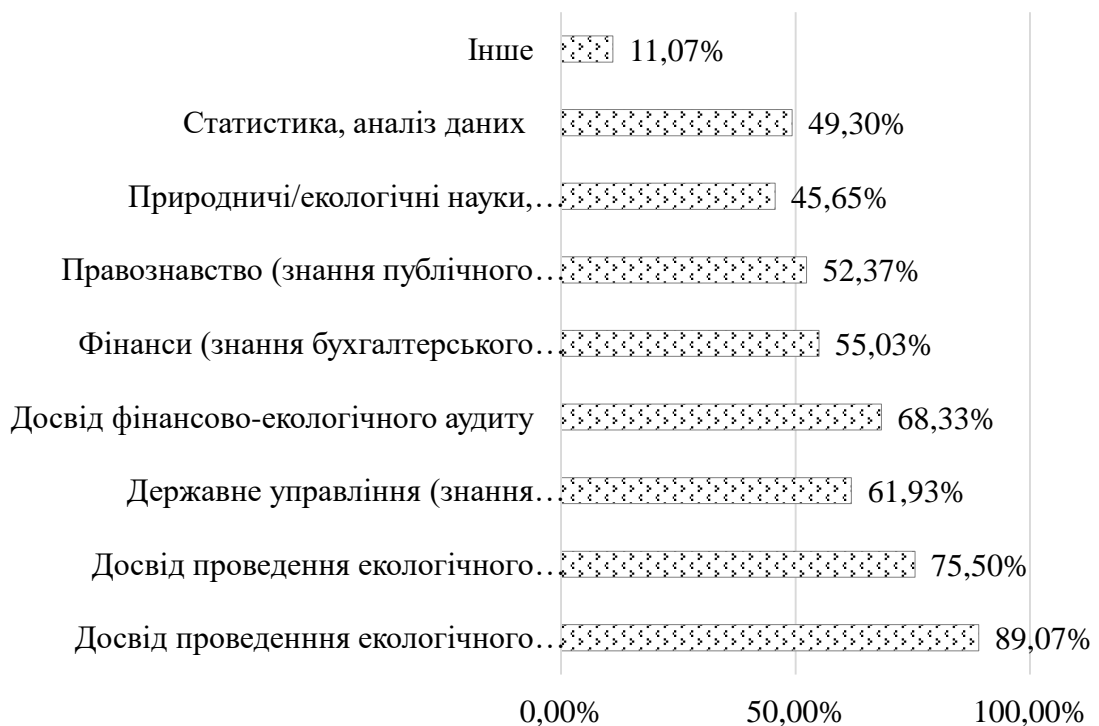 Інше 11,07%
Статистика, аналіз даних 49,30%
Природничі/екологічні науки,… 45,65%
Правознавство (знання публічного… 52,37%
Фінанси (знання бухгалтерського… 55,03%
Досвід фінансово-екологічного аудиту 68,33%
Державне управління (знання… 61,93%
Досвід проведення екологічного… 75,50%
Досвід проведенння екологічного… 89,07%
0,00% 50,00% 100,00%